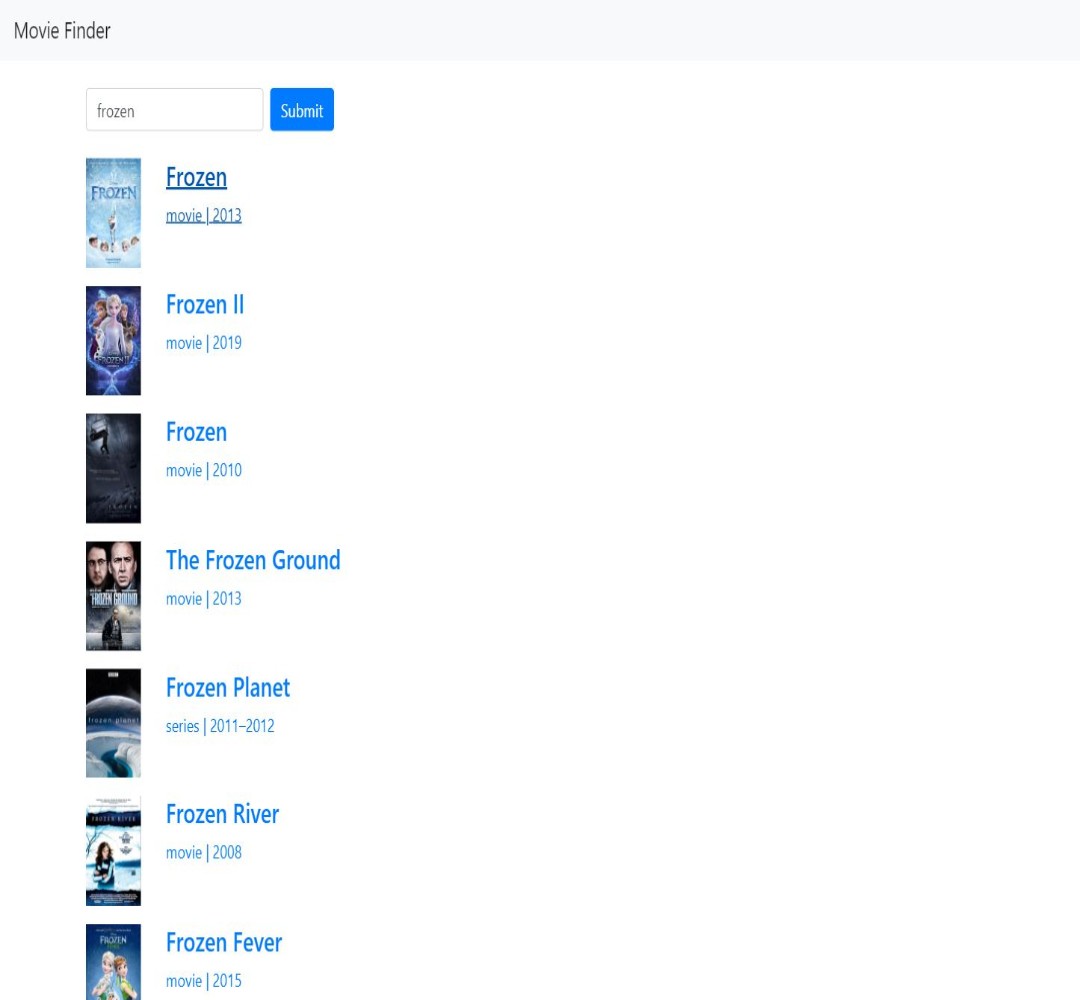 Movie Finder
frozen
Submit
FROZEN
Frozen
movie | 2013
FROZEN II
Frozen II
movie | 2019
FROZEN
Frozen
movie | 2010
FROZEN GROUND
The Frozen Ground
movie | 2013
BBC
frozen planet
Frozen Planet
series | 2011–2012
FROZEN RIVER
Frozen River
movie | 2008
FROZEN
Frozen Fever
movie | 2015